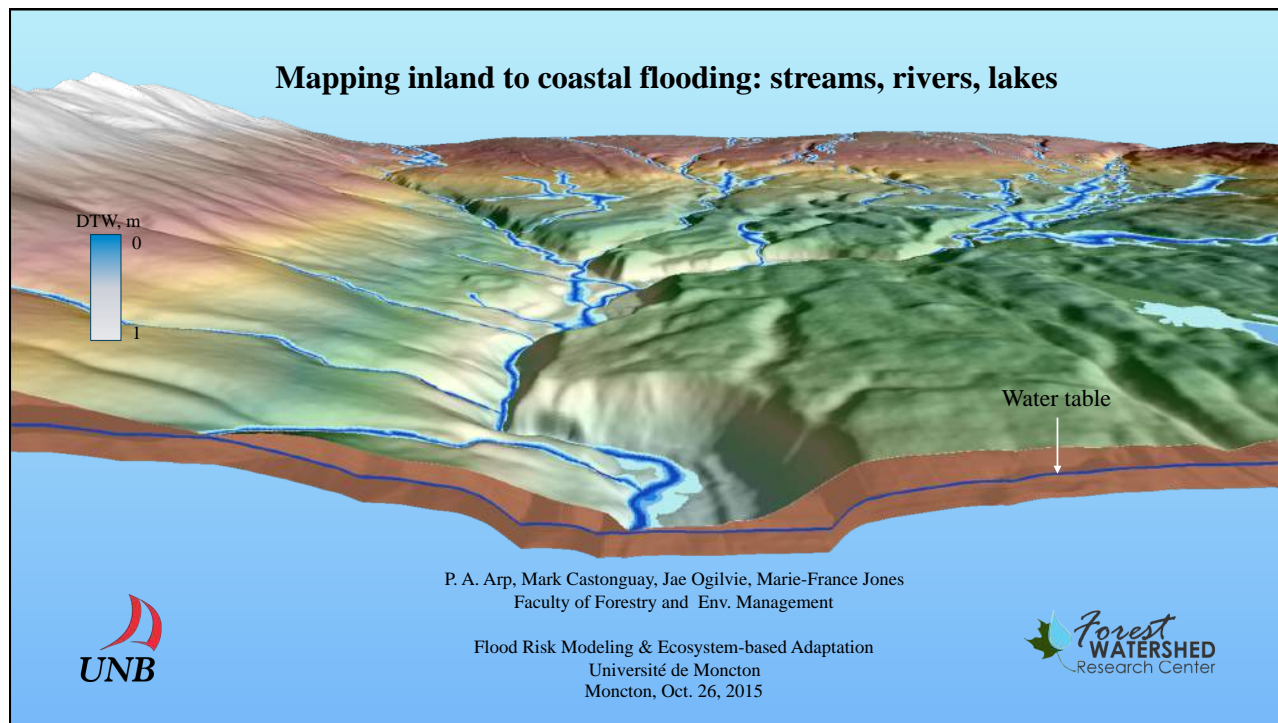 Mapping inland to coastal flooding: streams, rivers, lakes
DTW, m
0
1
Water table
P. A. Arp, Mark Castonguay, Jae Ogilvie, Marie-France Jones
Faculty of Forestry and Env. Management
Flood Risk Modeling & Ecosystem-based Adaptation
Université de Moncton
Moncton, Oct. 26, 2015
UNB
Forest
WATERSHED
Research Center